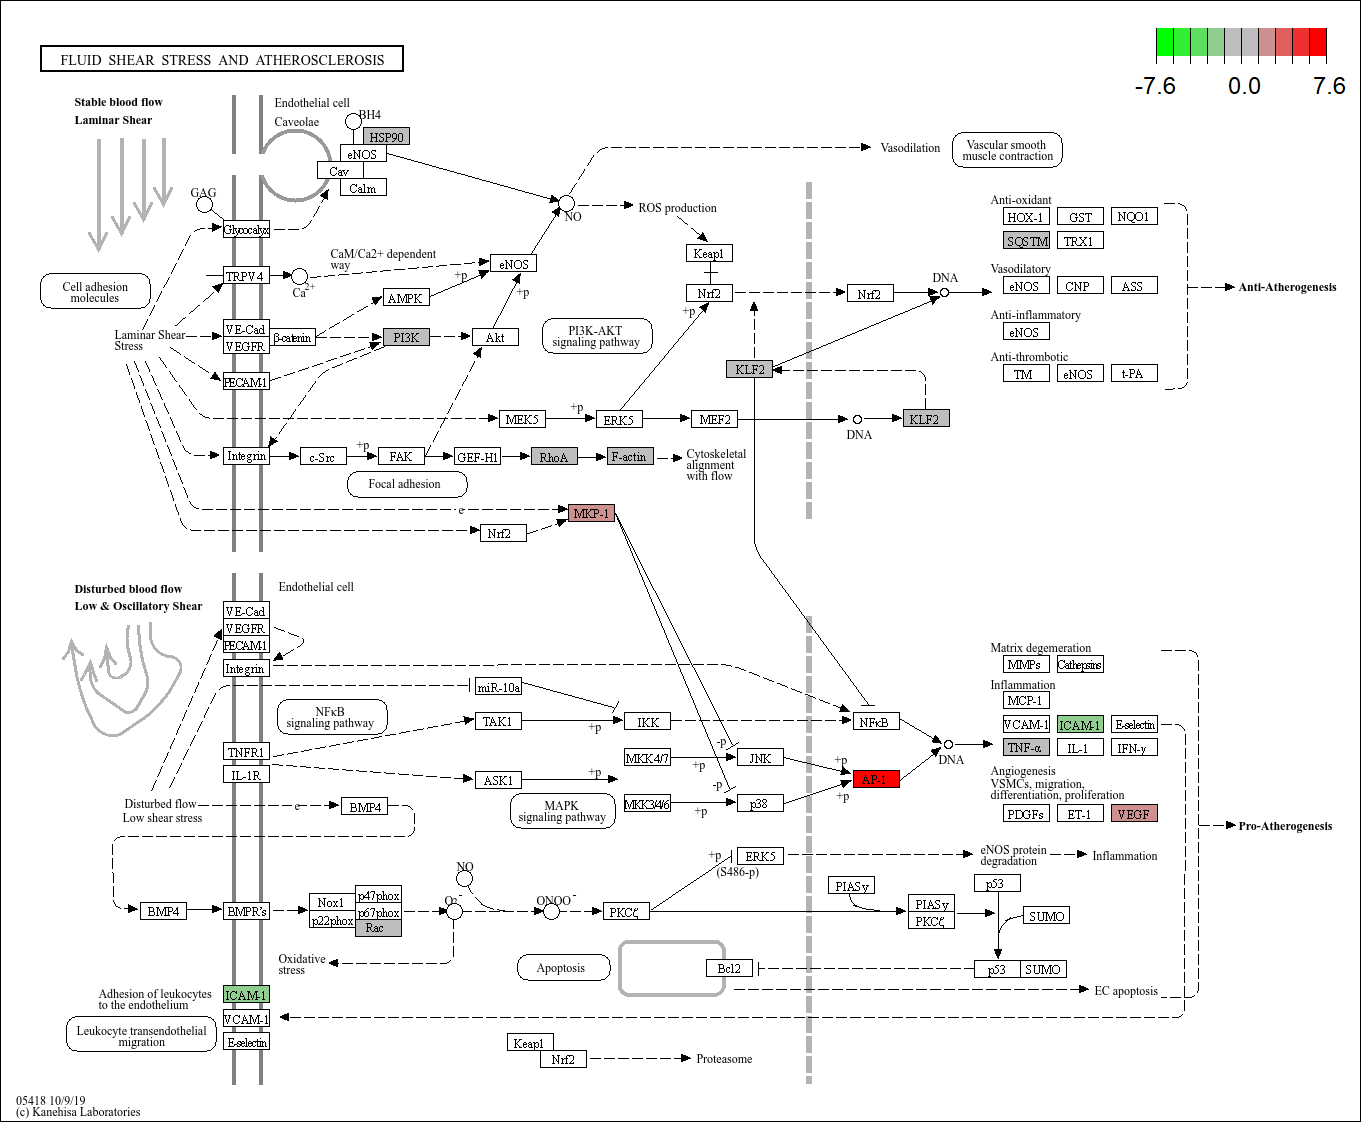 FLUID SHEAR STRESS AND ATHEROSCLEROSIS
-7.6 0.0 7.6
Stable blood flow
Laminar Shear
Endothelial cell
Caveolae
BH4
HSP90
eNOS
Cav
Calm
GAG
Glycocalyx
NO
Vasodilation
Vascular smooth
muscle contraction
ROS production
Keap1
Nrf2
+p
Nrf2
DNA
TRPV4
Ca2+
CaM/Ca2+ dependent
way
eNOS
+p
+p
AMPK
Cell adhesion
molecules
Laminar Shear
Stress
VE-Cad
VEGFR
β-catenin
PI3K
Akt
PI3K-AKT
signaling pathway
PECAM-1
KLF2
MEK5
+p
ERK5
MEF2
DNA
KLF2
Integrin
c-Src
+p
FAK
GEF-H1
RhoA
F-actin
Cytoskeletal
alignment
with flow
Focal adhesion
e
MKP-1
Nrf2
Anti-oxidant
HOX-1 GST NQO1
SQSTM TRX1
Vasodilatory
eNOS CNP ASS
Anti-inflammatory
eNOS
Anti-thrombotic
TM eNOS t-PA
Anti-Atherogenesis
Disturbed blood flow
Low & Oscillatory Shear
Endothelial cell
VE-Cad
VEGFR
PECAM-1
Integrin
miR-10a
NFκB
signaling pathway
TAK1
+p
IKK
NFκB
TNFR1
IL-1R
MKK4/7
+p
-p
JNK
+p
DNA
ASK1
+p
AP-1
+p
MAPK
signaling pathway
MKK3/4/6
+p
-p
p38
Disturbed flow
Low shear stress
e
BMP4
Matrix degemeration
MMPs Cathepsins
Inflammation
MCP-1
VCAM-1 ICAM-1 E-selectin
TNF-α IL-1 IFN-γ
Angiogenesis
VSMCs, migration,
differentiation, proliferation
PDGFs ET-1 VEGF
Pro-Atherogenesis
+p
(S486-p)
ERK5
eNOS protein
degradation
Inflammation
BMP4
BMPR's
Nox1
p22phox
p47phox
p67phox
Rac
NO
O2-
ONOO-
PKCζ
PIASy
PIASy
PKCζ
p53
SUMO
p53 SUMO
Oxidative
stress
Apoptosis
Bcl2
EC apoptosis
Adhesion of leukocytes
to the endothelium
ICAM-1
VCAM-1
E-selectin
Leukocyte transendothelial
migration
Keap1
Nrf2
Proteasome
05418 10/9/19
(c) Kanehisa Laboratories